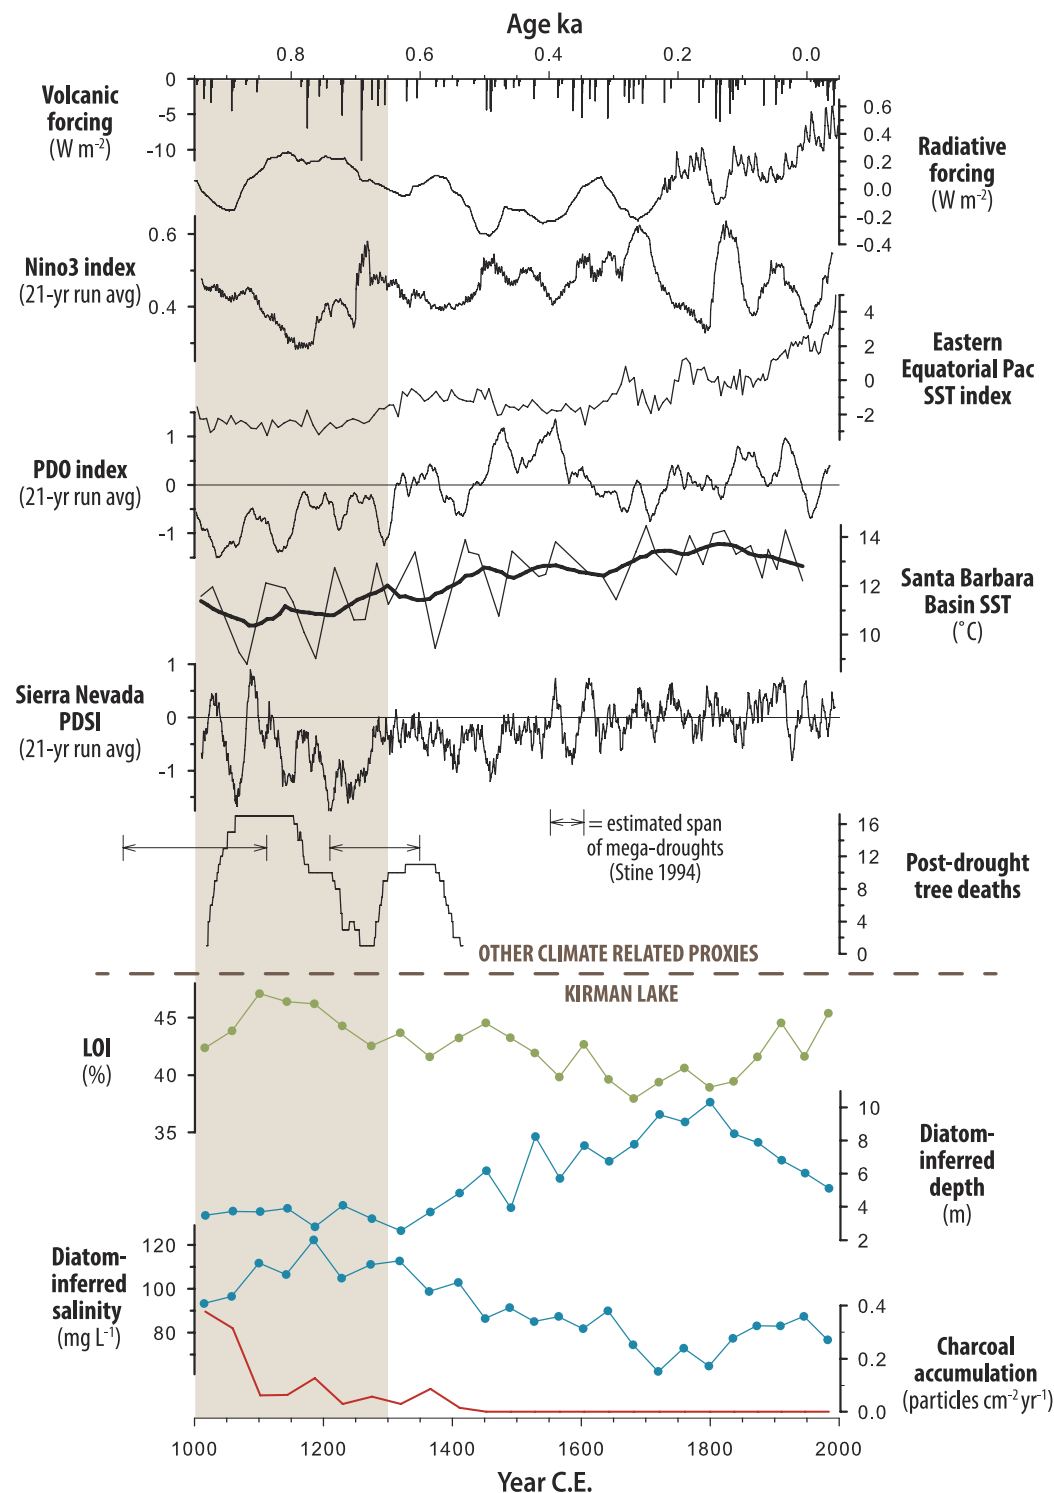 Age ka
0.8 0.6 0.4 0.2 0.0
Volcanic
forcing
(W m-2)
0
-5
-10
0.6
0.4
0.2
0.0
-0.2
-0.4
Radiative
forcing
(W m-2)
Nino3 index
(21-yr run avg)
0.6
0.4
4
2
0
-2
Eastern
Equatorial Pac
SST index
PDO index
(21-yr run avg)
1
0
-1
14
12
10
Santa Barbara
Basin SST
(°C)
Sierra Nevada
PDSI
(21-yr run avg)
1
0
-1
= estimated span
of mega-droughts
(Stine 1994)
16
12
8
4
0
Post-drought
tree deaths
OTHER CLIMATE RELATED PROXIES
KIRMAN LAKE
LOI
(%)
45
40
35
10
8
6
4
2
Diatom-
inferred
depth
(m)
Diatom-
inferred
salinity
(mg L-1)
120
100
80
0.4
0.2
0.0
Charcoal
accumulation
(particles cm-2 yr-1)
1000 1200 1400 1600 1800 2000
Year C.E.